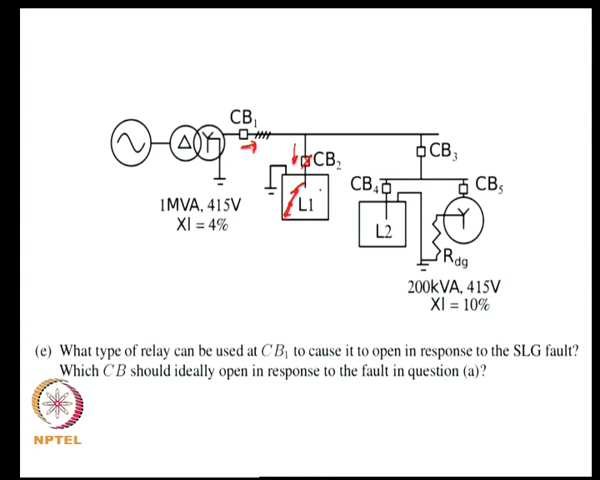 CB1
CB2
CB3
CB4
CB5
1MVA, 415V
Xl = 4%
L1
L2
Rdg
200kVA, 415V
Xl = 10%
(e) What type of relay can be used at CB1 to cause it to open in response to the SLG fault?
Which CB should ideally open in response to the fault in question (a)?
NPTEL